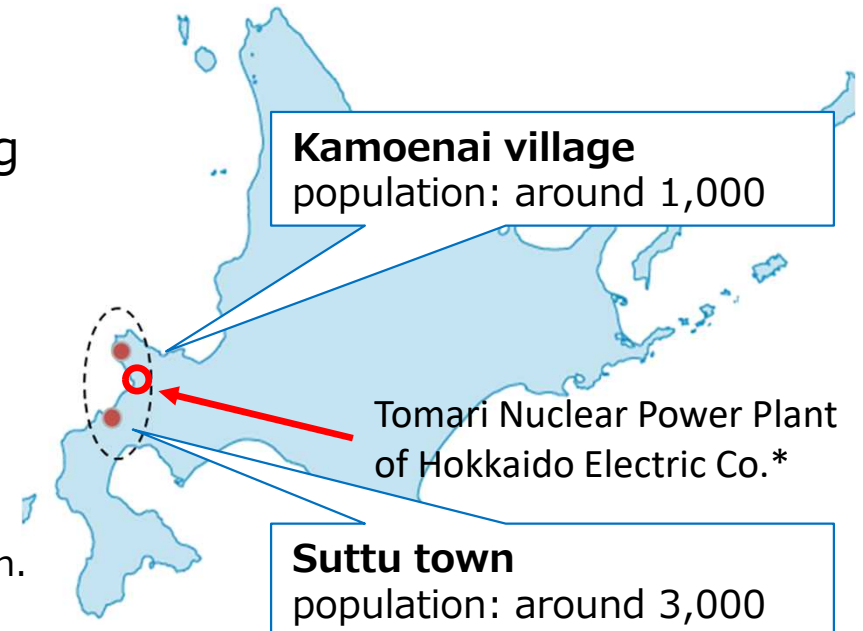 g
Kamoenai village
population: around 1,000
Tomari Nuclear Power Plant
of Hokkaido Electric Co.*
n.
Suttu town
population: around 3,000